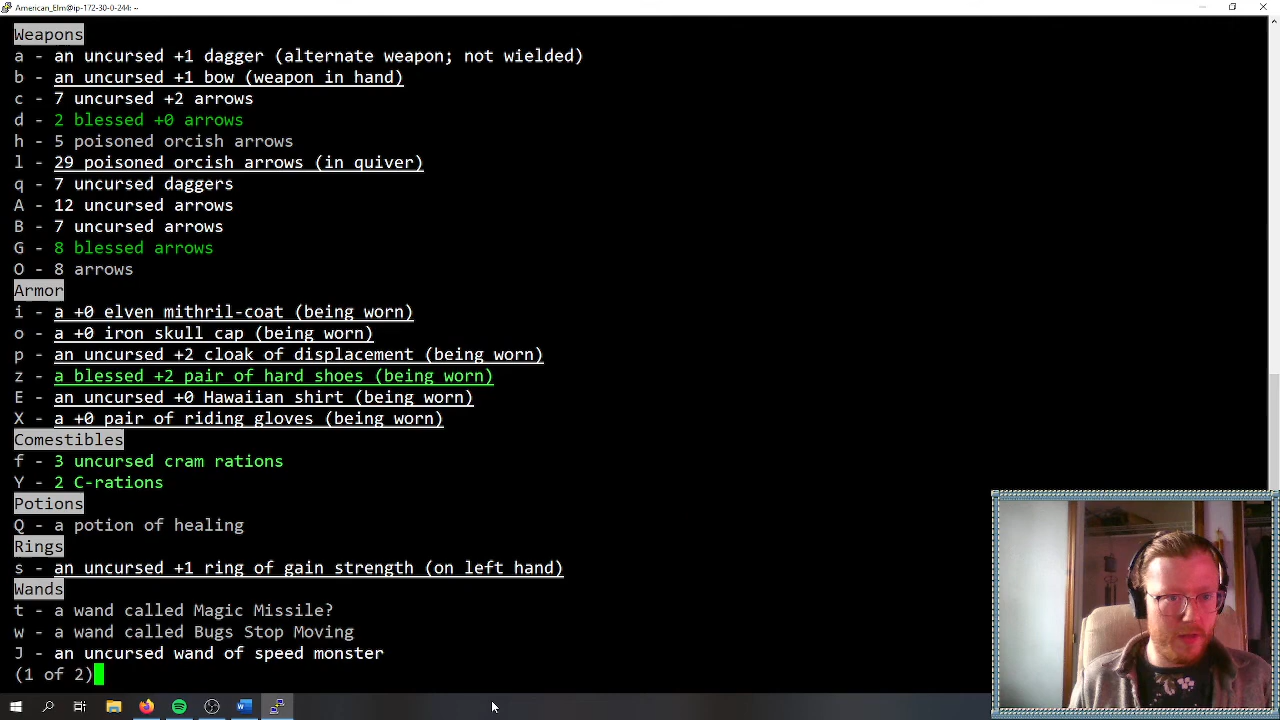 American_Elm@ip-172-30-0-244: ~
Weapons
a - an uncursed +1 dagger (alternate weapon; not wielded)
b - an uncursed +1 bow (weapon in hand)
c - 7 uncursed +2 arrows
d - 2 blessed +0 arrows
h - 5 poisoned orcish arrows
l - 29 poisoned orcish arrows (in quiver)
q - 7 uncursed daggers
A - 12 uncursed arrows
B - 7 uncursed arrows
G - 8 blessed arrows
O - 8 arrows
Armor
i - a +0 elven mithril-coat (being worn)
o - a +0 iron skull cap (being worn)
p - an uncursed +2 cloak of displacement (being worn)
z - a blessed +2 pair of hard shoes (being worn)
E - an uncursed +0 Hawaiian shirt (being worn)
X - a +0 pair of riding gloves (being worn)
Comestibles
f - 3 uncursed cram rations
Y - 2 C-rations
Potions
Q - a potion of healing
Rings
s - an uncursed +1 ring of gain strength (on left hand)
Wands
t - a wand called Magic Missile?
w - a wand called Bugs Stop Moving
J - an uncursed wand of speed monster
(1 of 2)